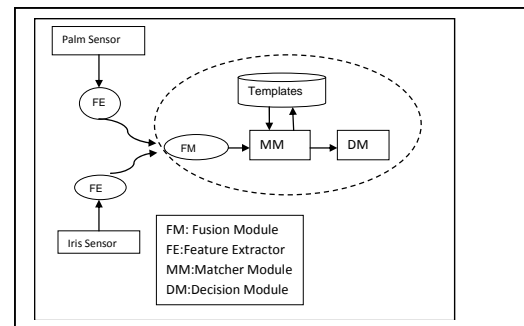 Palm Sensor
FE
Templates
FM
MM
DM
FE
Iris Sensor
FM: Fusion Module
FE:Feature Extractor
MM:Matcher Module
DM:Decision Module